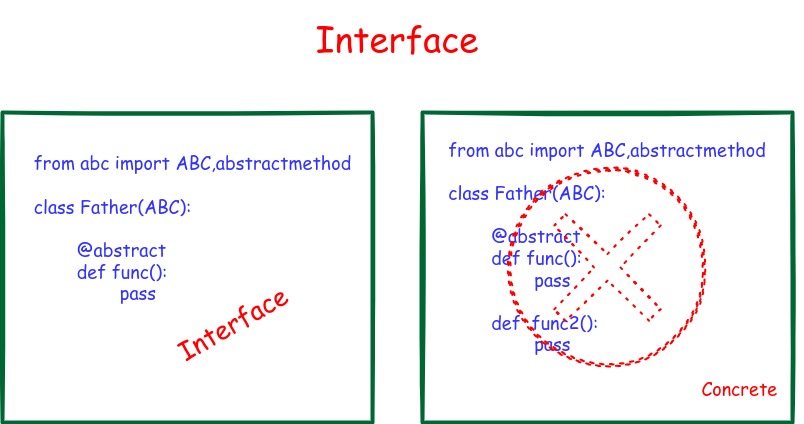 Interface
from abc import ABC,abstractmethod
class Father(ABC):
@abstract
def func():
pass
Interface
from abc import ABC,abstractmethod
class Father(ABC):
@abstract
def func():
pass
def func2():
pass
Concrete